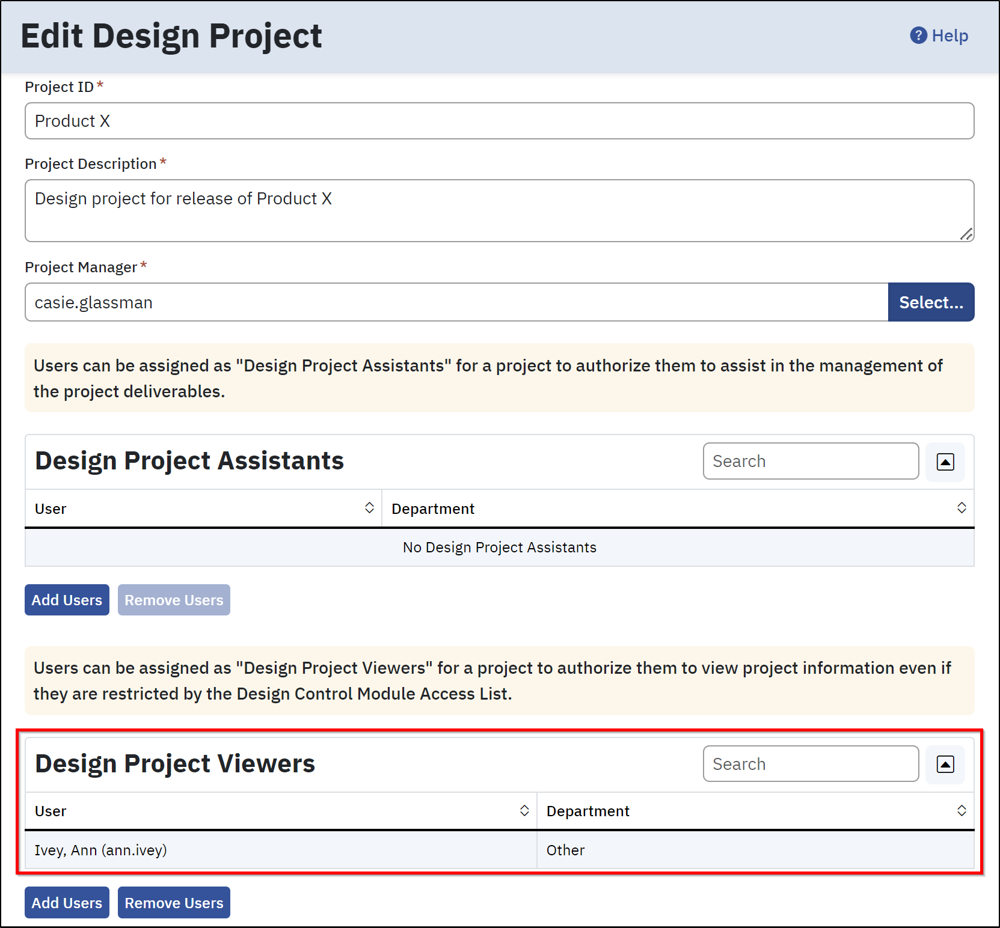 Edit Design Project
? Help
Project ID*
Product X
Project Description*
Design project for release of Product X
Project Manager*
casie.glassman
Select...
Users can be assigned as "Design Project Assistants" for a project to authorize them to assist in the management of
the project deliverables.
Design Project Assistants
Search
User
Department
No Design Project Assistants
Add Users
Remove Users
Users can be assigned as "Design Project Viewers" for a project to authorize them to view project information even if
they are restricted by the Design Control Module Access List.
Design Project Viewers
Search
User
Department
Ivey, Ann (ann.ivey)
Other
Add Users
Remove Users